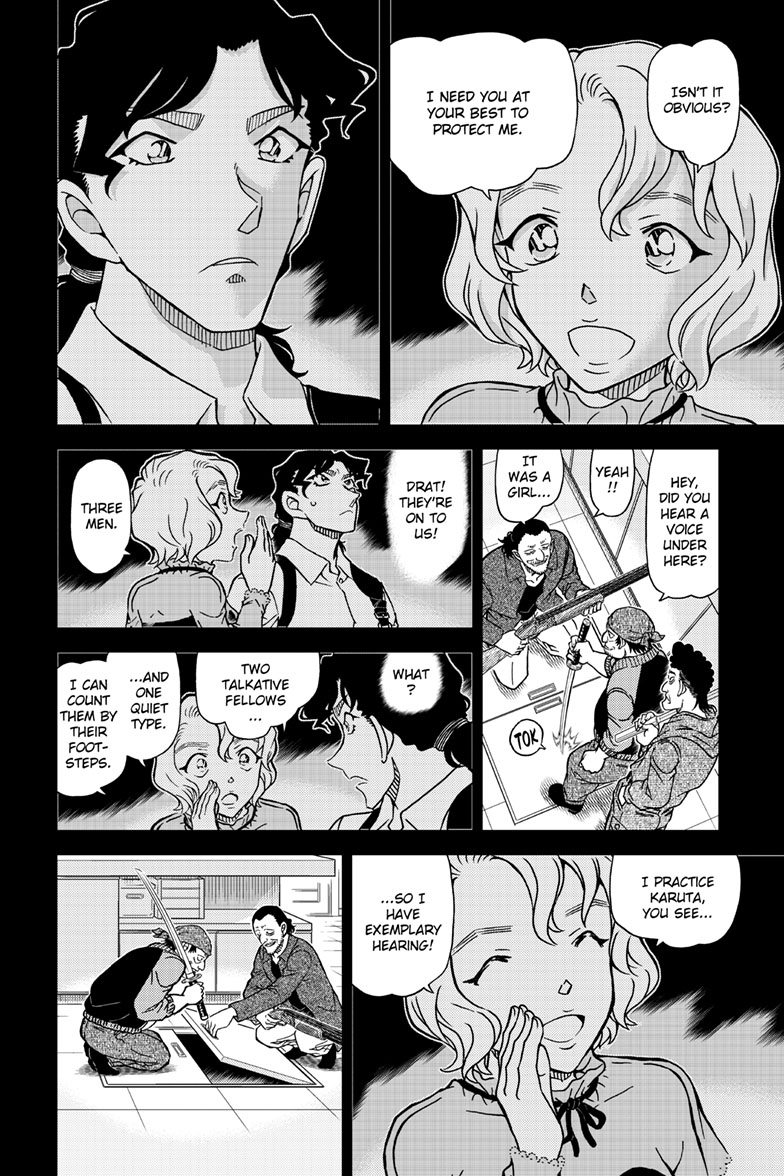 ISN'T IT
OBVIOUS?
I NEED YOU AT
YOUR BEST TO
PROTECT ME.
HEY,
DID YOU
HEAR A
VOICE
UNDER
HERE?
YEAH
!!
IT
WAS A
GIRL...
TOK
DRAT!
THEY'RE
ON TO
US!
THREE
MEN.
WHAT
?
TWO
TALKATIVE
FELLOWS
...
...AND
ONE
QUIET
TYPE.
I CAN
COUNT
THEM BY
THEIR
FOOT-
STEPS.
I PRACTICE
KARUTA,
YOU SEE...
...SO I
HAVE
EXEMPLARY
HEARING!